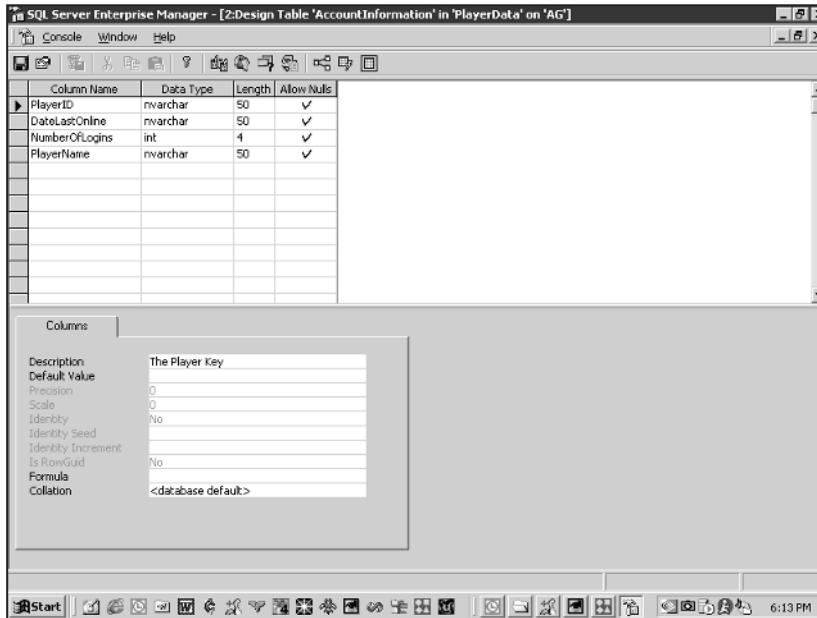 SQL Server Enterprise Manager - [2:Design Table 'AccountInformation' in 'PlayerData' on 'AG']
Console Window Help
Column Name Data Type Length Allow Nulls
PlayerID nvarchar 50
DateLastOnline nvarchar 50
NumberOfLogins int 4
PlayerName nvarchar 50
Columns
Description The Player Key
Default Value
Precision 0
Scale 0
Identity No
Identity Seed
Identity Increment
Is RowGuid No
Formula
Collation <database default>
Start 6:13 PM